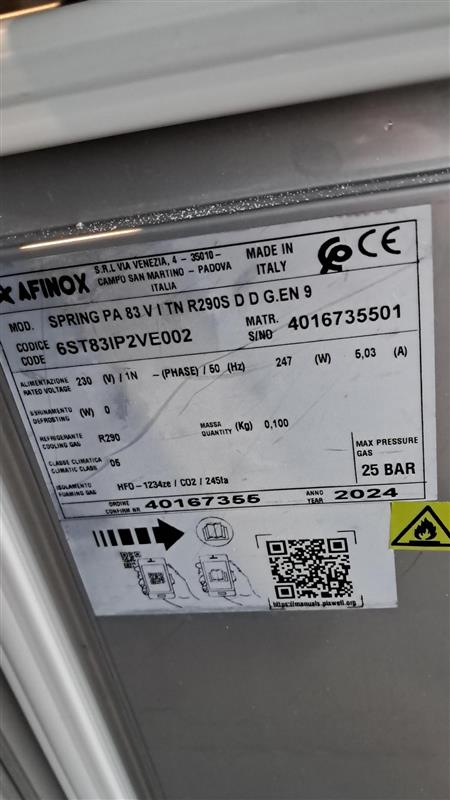 AFINOX
S.R.L VIA VENEZIA, 4 - 35010-
CAMPO SAN MARTINO - PADOVA
ITALIA
MADE IN
ITALY
CE
MOD. SPRING PA 83 V I TN R290S D D G.EN 9
CODICE
CODE 6ST83IP2VE002
MATR.
S/NO 4016735501
ALIMENTAZIONE
RATED VOLTAGE 230 (V) / 1N ~(PHASE) / 50 (Hz) 247 (W) 5,03 (A)
SBRINAMENTO
DEFROSTING (W) 0
REFRIGERANTE
COOLING GAS R290
MASSA
QUANTITY (Kg) 0,100
CLASSE CLIMATICA
CLIMATIC CLASS 05
MAX PRESSURE
GAS
25 BAR
ISOLAMENTO
FOAMING GAS HFO-1234ze / CO2 / 245fa
ORDINE
CONFIRM NR 40167355
ANNO
YEAR 2024
https://manuals.pixwell.org